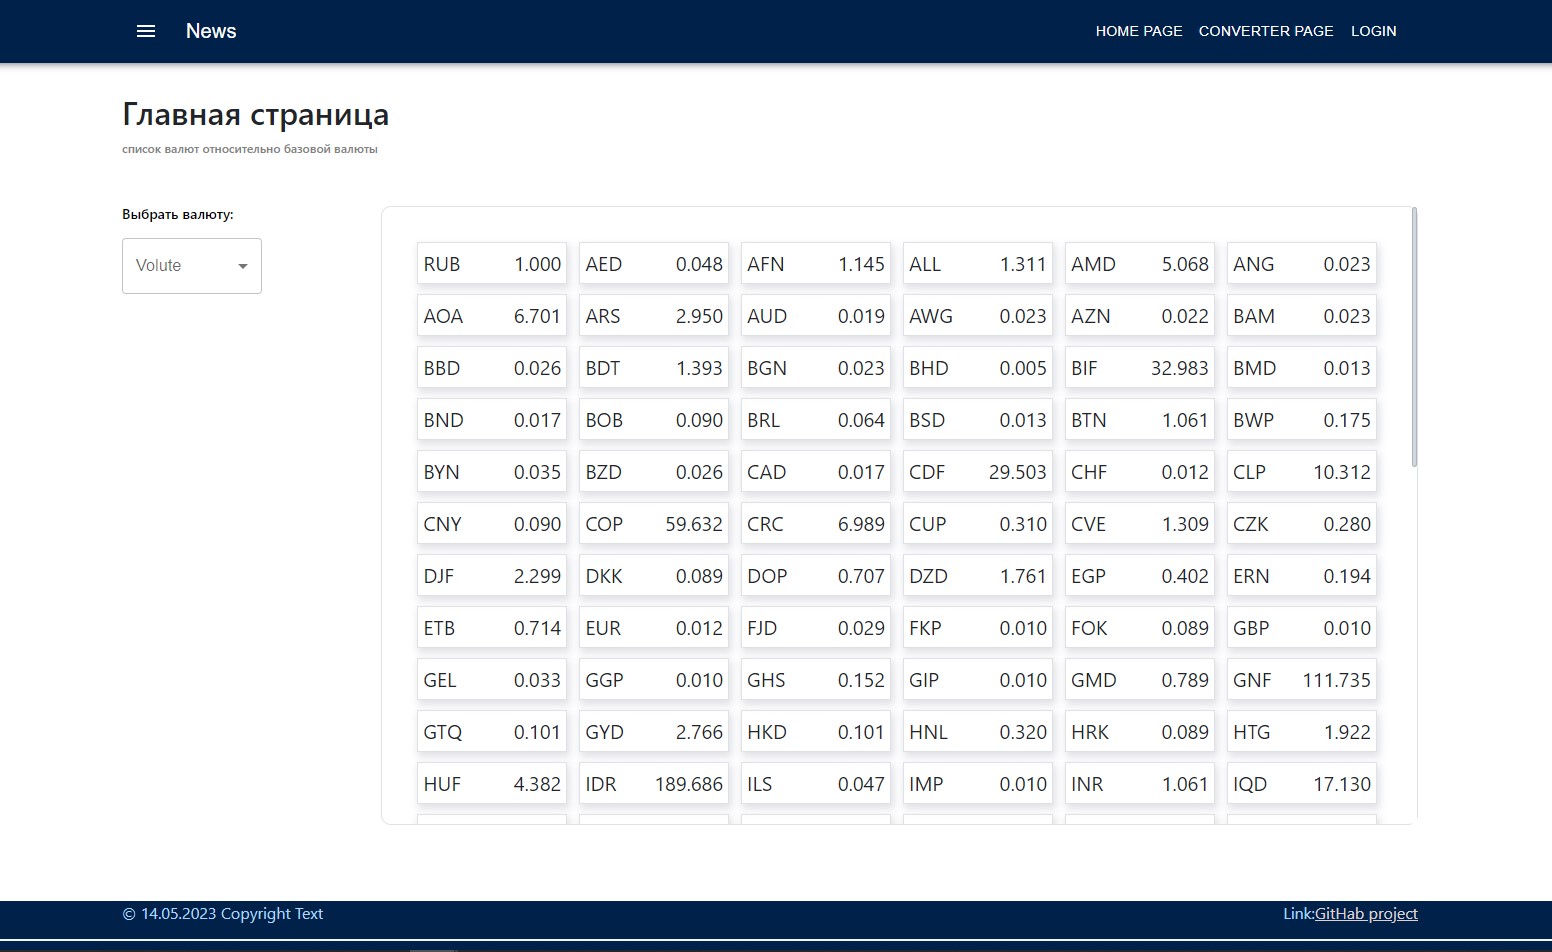 News HOME PAGE CONVERTER PAGE LOGIN
Главная страница
список валют относительно базовой валюты
Выбрать валюту:
Volute
RUB 1.000 AED 0.048 AFN 1.145 ALL 1.311 AMD 5.068 ANG 0.023
AOA 6.701 ARS 2.950 AUD 0.019 AWG 0.023 AZN 0.022 BAM 0.023
BBD 0.026 BDT 1.393 BGN 0.023 BHD 0.005 BIF 32.983 BMD 0.013
BND 0.017 BOB 0.090 BRL 0.064 BSD 0.013 BTN 1.061 BWP 0.175
BYN 0.035 BZD 0.026 CAD 0.017 CDF 29.503 CHF 0.012 CLP 10.312
CNY 0.090 COP 59.632 CRC 6.989 CUP 0.310 CVE 1.309 CZK 0.280
DJF 2.299 DKK 0.089 DOP 0.707 DZD 1.761 EGP 0.402 ERN 0.194
ETB 0.714 EUR 0.012 FJD 0.029 FKP 0.010 FOK 0.089 GBP 0.010
GEL 0.033 GGP 0.010 GHS 0.152 GIP 0.010 GMD 0.789 GNF 111.735
GTQ 0.101 GYD 2.766 HKD 0.101 HNL 0.320 HRK 0.089 HTG 1.922
HUF 4.382 IDR 189.686 ILS 0.047 IMP 0.010 INR 1.061 IQD 17.130
© 14.05.2023 Copyright Text Link:GitHab project